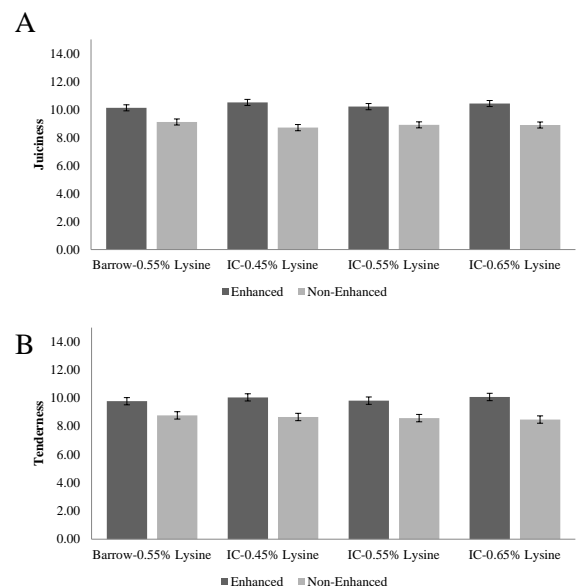 A
14.00
12.00
10.00
8.00
6.00
4.00
2.00
0.00
Juiciness
Barrow-0.55% Lysine IC-0.45% Lysine IC-0.55% Lysine IC-0.65% Lysine
Enhanced Non-Enhanced
B
14.00
12.00
10.00
8.00
6.00
4.00
2.00
0.00
Tenderness
Barrow-0.55% Lysine IC-0.45% Lysine IC-0.55% Lysine IC-0.65% Lysine
Enhanced Non-Enhanced